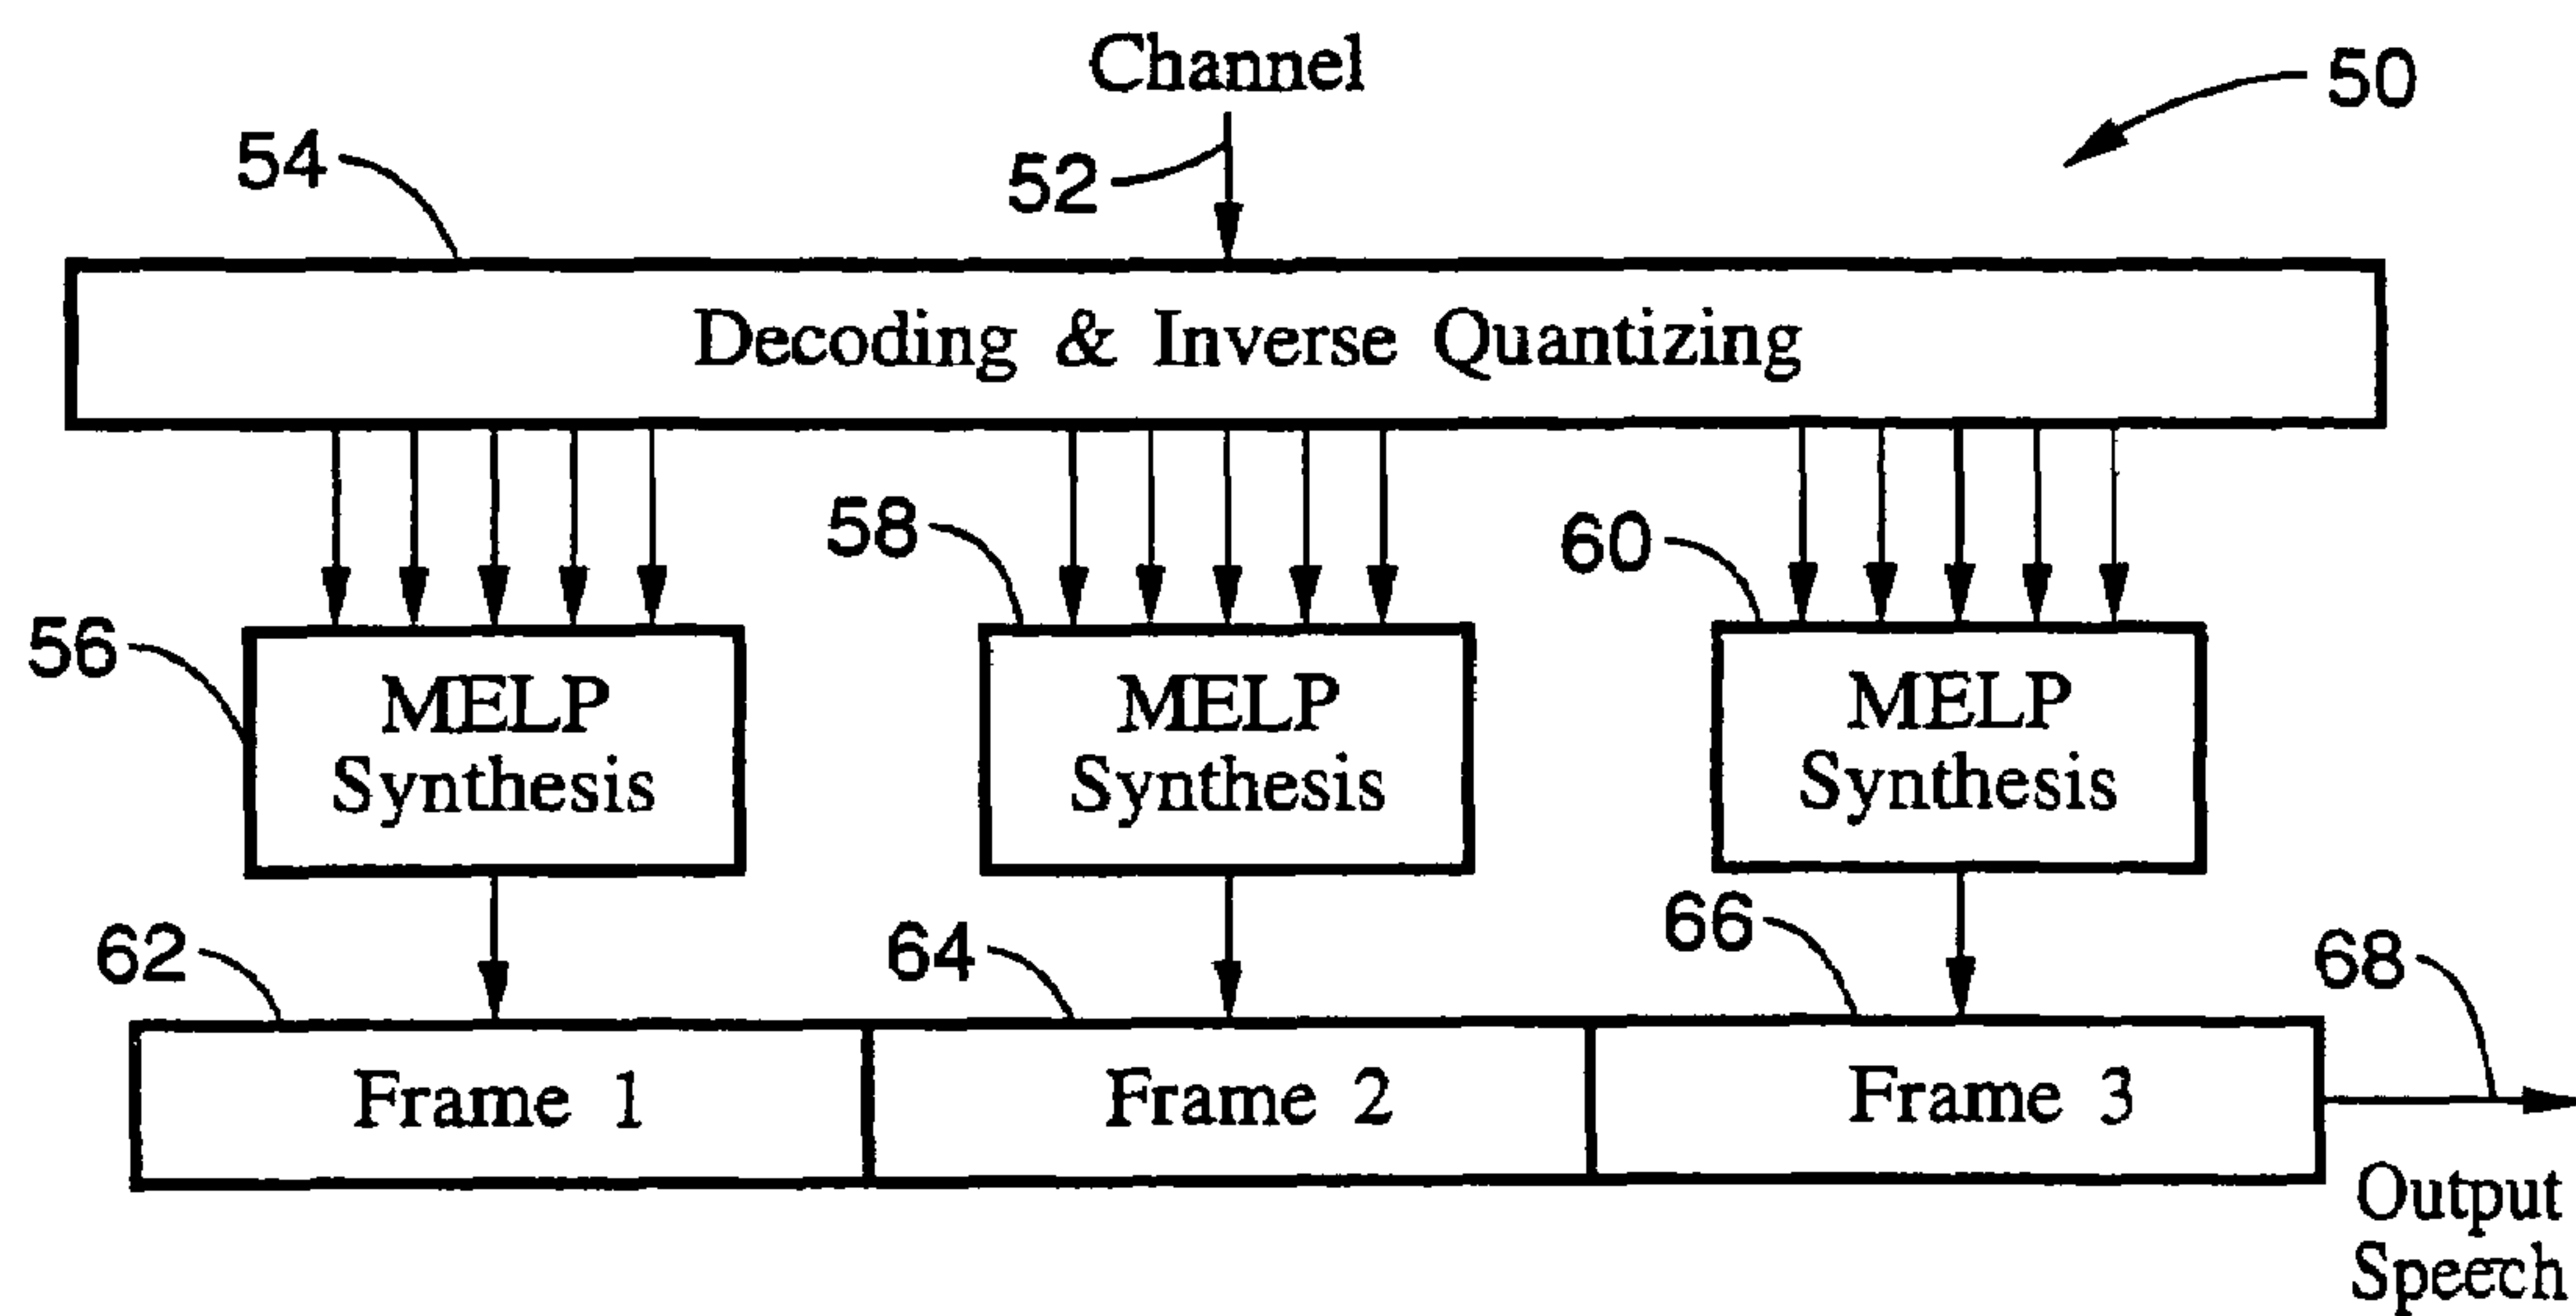 Channel
50
54
52
Decoding & Inverse Quantizing
58
60
56
MELP
Synthesis
MELP
Synthesis
MELP
Synthesis
62
64
66
68
Frame 1
Frame 2
Frame 3
Output
Speech